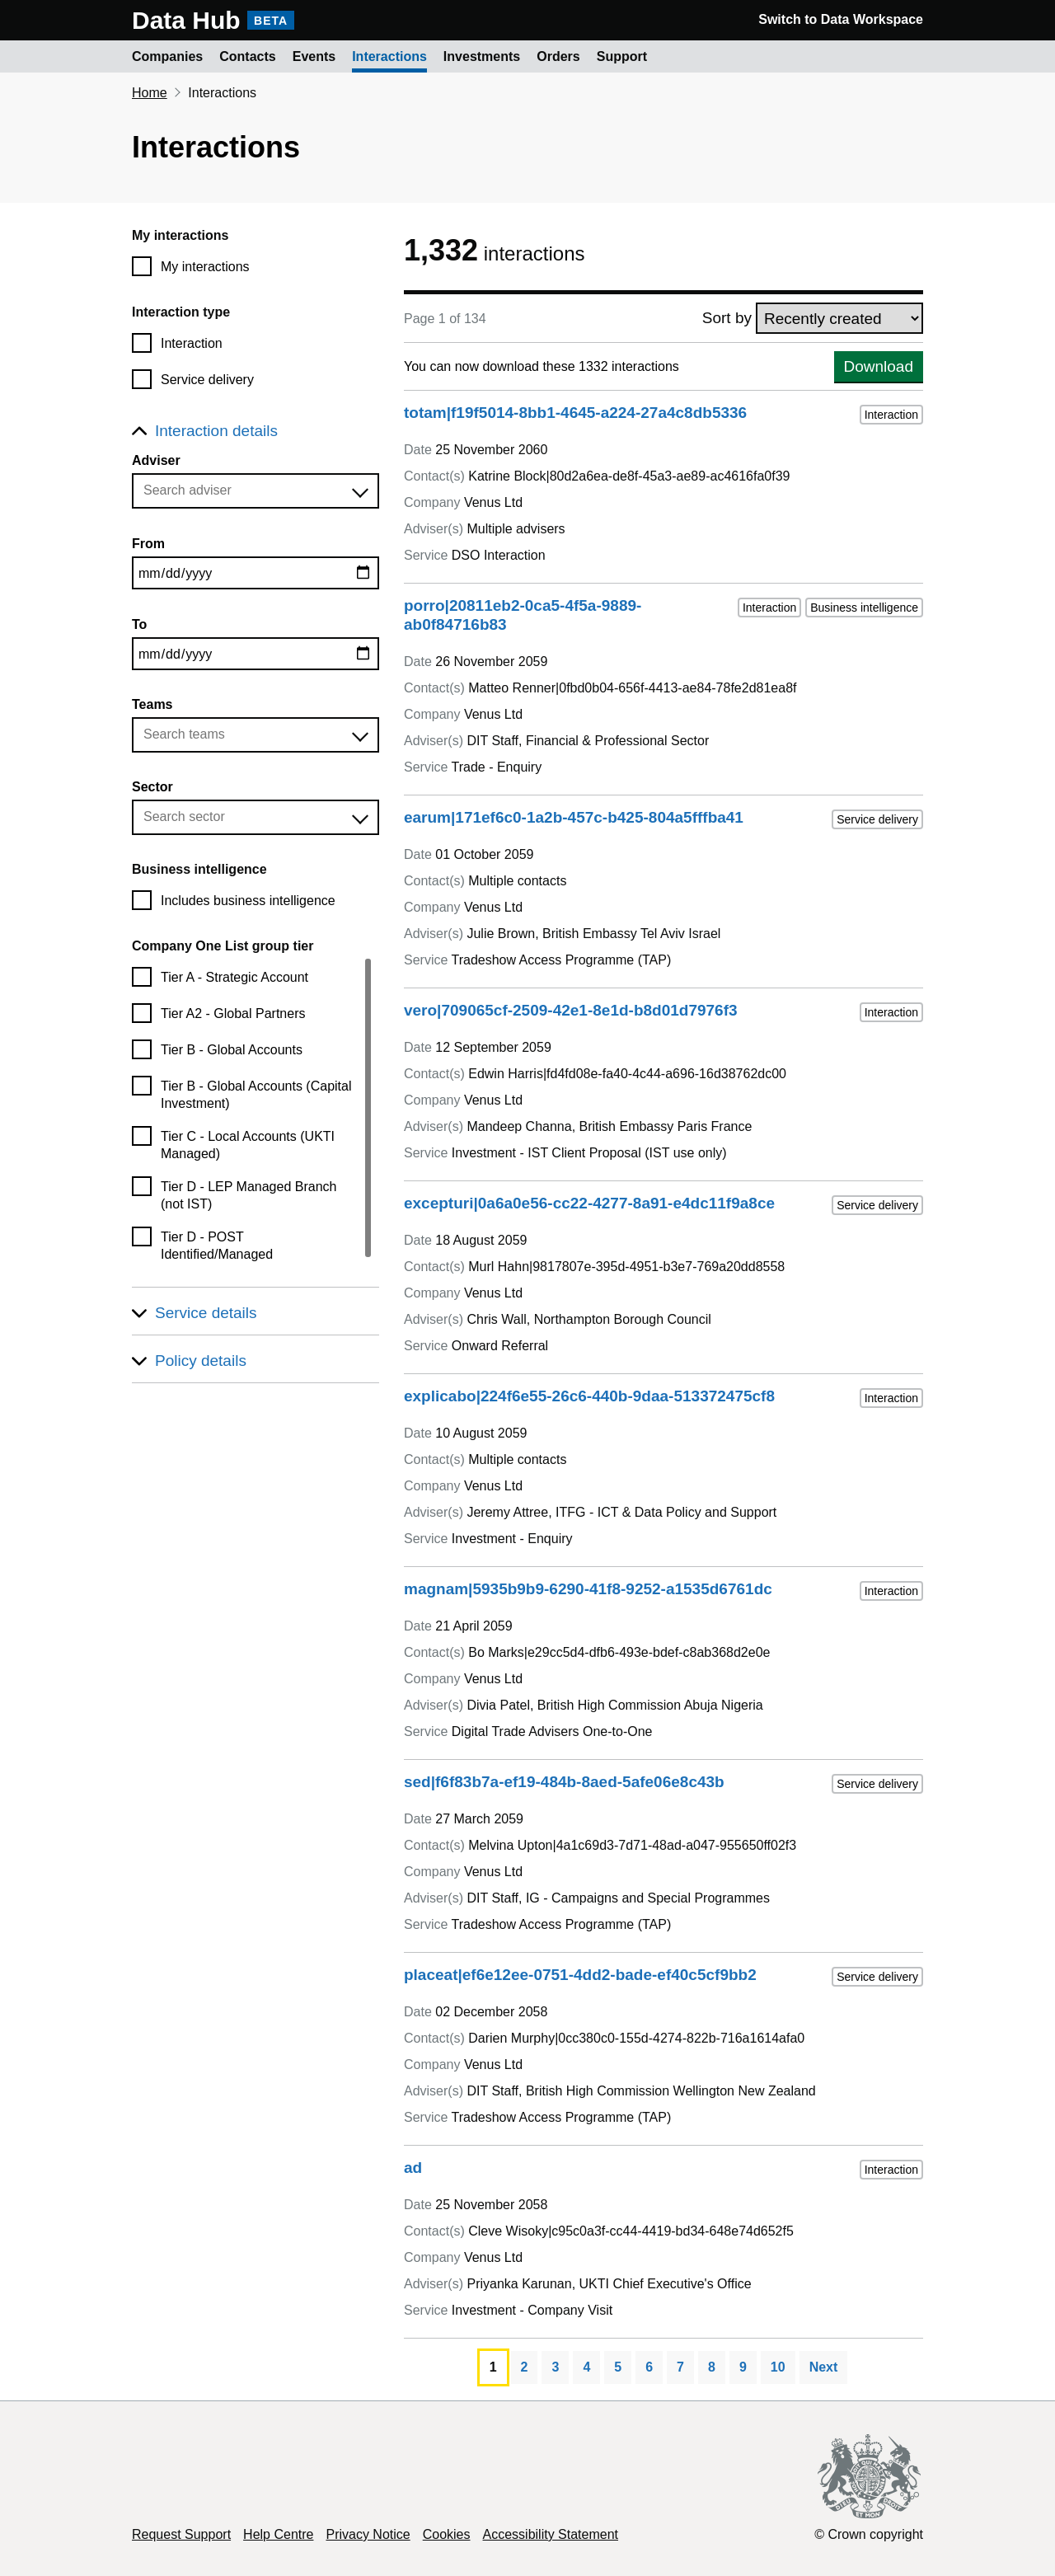 Data Hub BETA
Switch to Data Workspace
Companies Contacts Events Interactions Investments Orders Support
Home Interactions
Interactions
My interactions
My interactions
Interaction type
Interaction
Service delivery
Interaction details
Adviser
Search adviser
From
mm/dd/yyyy
To
mm/dd/yyyy
Teams
Search teams
Sector
Search sector
Business intelligence
Includes business intelligence
Company One List group tier
Tier A - Strategic Account
Tier A2 - Global Partners
Tier B - Global Accounts
Tier B - Global Accounts (Capital
Investment)
Tier C - Local Accounts (UKTI
Managed)
Tier D - LEP Managed Branch
(not IST)
Tier D - POST
Identified/Managed
Service details
Policy details
1,332 interactions
Page 1 of 134
Sort by Recently created
You can now download these 1332 interactions
Download
totam|f19f5014-8bb1-4645-a224-27a4c8db5336
Interaction
Date 25 November 2060
Contact(s) Katrine Block|80d2a6ea-de8f-45a3-ae89-ac4616fa0f39
Company Venus Ltd
Adviser(s) Multiple advisers
Service DSO Interaction
porro|20811eb2-0ca5-4f5a-9889-
ab0f84716b83
Interaction Business intelligence
Date 26 November 2059
Contact(s) Matteo Renner|0fbd0b04-656f-4413-ae84-78fe2d81ea8f
Company Venus Ltd
Adviser(s) DIT Staff, Financial & Professional Sector
Service Trade - Enquiry
earum|171ef6c0-1a2b-457c-b425-804a5fffba41
Service delivery
Date 01 October 2059
Contact(s) Multiple contacts
Company Venus Ltd
Adviser(s) Julie Brown, British Embassy Tel Aviv Israel
Service Tradeshow Access Programme (TAP)
vero|709065cf-2509-42e1-8e1d-b8d01d7976f3
Interaction
Date 12 September 2059
Contact(s) Edwin Harris|fd4fd08e-fa40-4c44-a696-16d38762dc00
Company Venus Ltd
Adviser(s) Mandeep Channa, British Embassy Paris France
Service Investment - IST Client Proposal (IST use only)
excepturi|0a6a0e56-cc22-4277-8a91-e4dc11f9a8ce
Service delivery
Date 18 August 2059
Contact(s) Murl Hahn|9817807e-395d-4951-b3e7-769a20dd8558
Company Venus Ltd
Adviser(s) Chris Wall, Northampton Borough Council
Service Onward Referral
explicabo|224f6e55-26c6-440b-9daa-513372475cf8
Interaction
Date 10 August 2059
Contact(s) Multiple contacts
Company Venus Ltd
Adviser(s) Jeremy Attree, ITFG - ICT & Data Policy and Support
Service Investment - Enquiry
magnam|5935b9b9-6290-41f8-9252-a1535d6761dc
Interaction
Date 21 April 2059
Contact(s) Bo Marks|e29cc5d4-dfb6-493e-bdef-c8ab368d2e0e
Company Venus Ltd
Adviser(s) Divia Patel, British High Commission Abuja Nigeria
Service Digital Trade Advisers One-to-One
sed|f6f83b7a-ef19-484b-8aed-5afe06e8c43b
Service delivery
Date 27 March 2059
Contact(s) Melvina Upton|4a1c69d3-7d71-48ad-a047-955650ff02f3
Company Venus Ltd
Adviser(s) DIT Staff, IG - Campaigns and Special Programmes
Service Tradeshow Access Programme (TAP)
placeat|ef6e12ee-0751-4dd2-bade-ef40c5cf9bb2
Service delivery
Date 02 December 2058
Contact(s) Darien Murphy|0cc380c0-155d-4274-822b-716a1614afa0
Company Venus Ltd
Adviser(s) DIT Staff, British High Commission Wellington New Zealand
Service Tradeshow Access Programme (TAP)
ad
Interaction
Date 25 November 2058
Contact(s) Cleve Wisoky|c95c0a3f-cc44-4419-bd34-648e74d652f5
Company Venus Ltd
Adviser(s) Priyanka Karunan, UKTI Chief Executive's Office
Service Investment - Company Visit
1 2 3 4 5 6 7 8 9 10 Next
Request Support Help Centre Privacy Notice Cookies Accessibility Statement
© Crown copyright